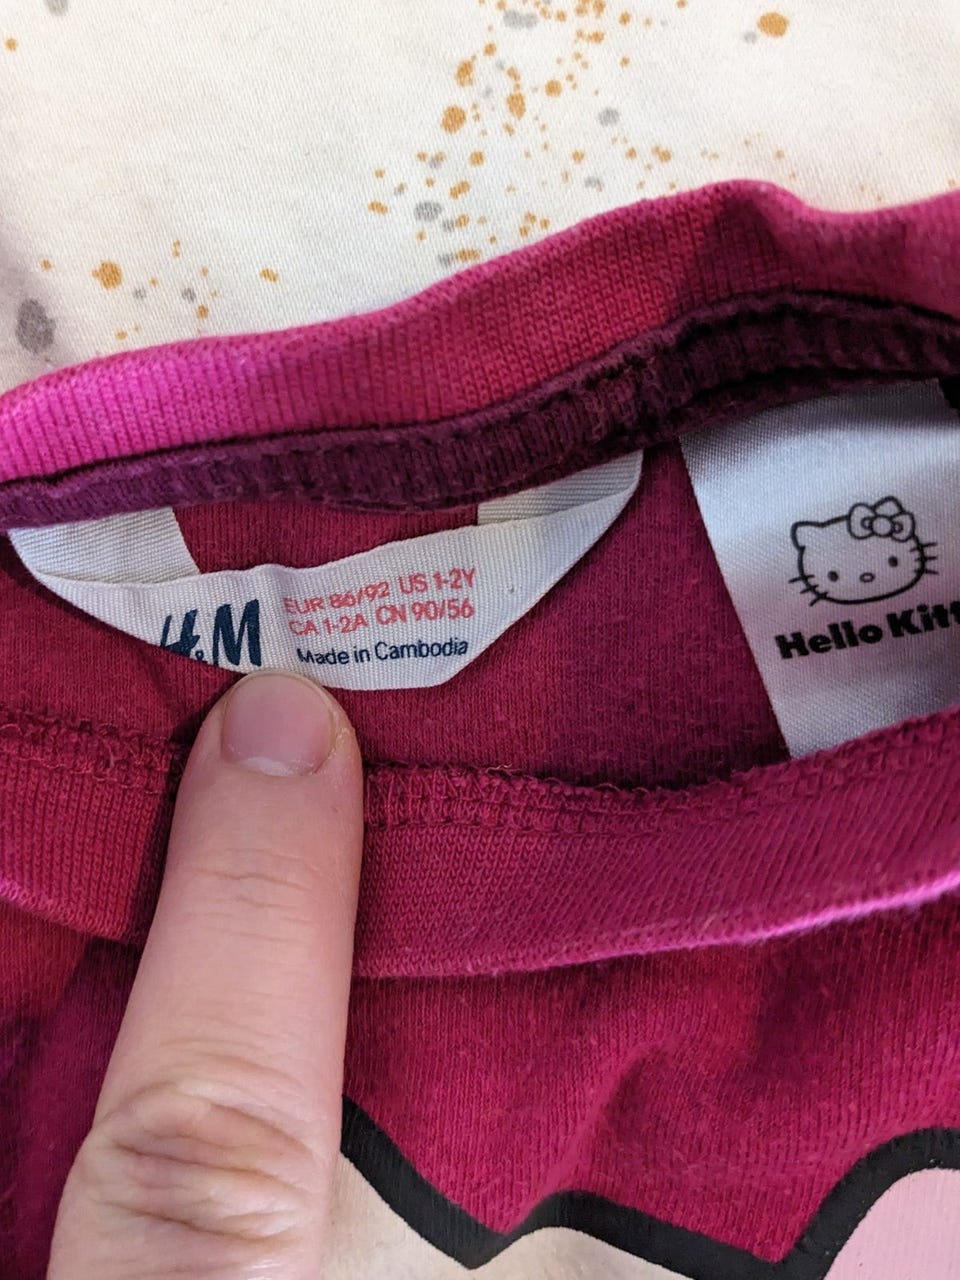 H&M
EUR 86/92 US 1-2Y
CA 1-2A CN 90/56
Made in Cambodia
Hello Kitt